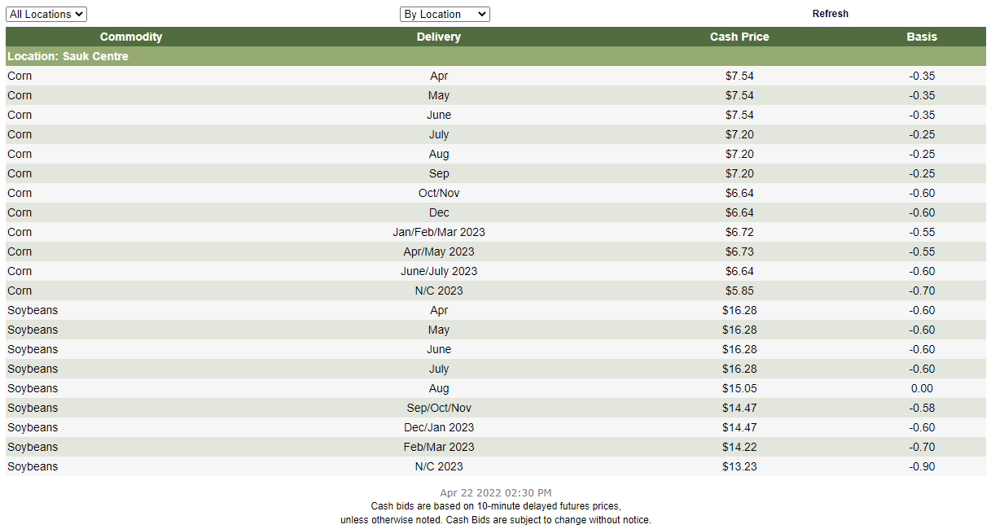 All Locations By Location Refresh
Commodity Delivery Cash Price Basis
Location: Sauk Centre
Corn Apr $7.54 -0.35
Corn May $7.54 -0.35
Corn June $7.54 -0.35
Corn July $7.20 -0.25
Corn Aug $7.20 -0.25
Corn Sep $7.20 -0.25
Corn Oct/Nov $6.64 -0.60
Corn Dec $6.64 -0.60
Corn Jan/Feb/Mar 2023 $6.72 -0.55
Corn Apr/May 2023 $6.73 -0.55
Corn June/July 2023 $6.64 -0.60
Corn N/C 2023 $5.85 -0.70
Soybeans Apr $16.28 -0.60
Soybeans May $16.28 -0.60
Soybeans June $16.28 -0.60
Soybeans July $16.28 -0.60
Soybeans Aug $15.05 0.00
Soybeans Sep/Oct/Nov $14.47 -0.58
Soybeans Dec/Jan 2023 $14.47 -0.60
Soybeans Feb/Mar 2023 $14.22 -0.70
Soybeans N/C 2023 $13.23 -0.90
Apr 22 2022 02:30 PM
Cash bids are based on 10-minute delayed futures prices,
unless otherwise noted. Cash Bids are subject to change without notice.